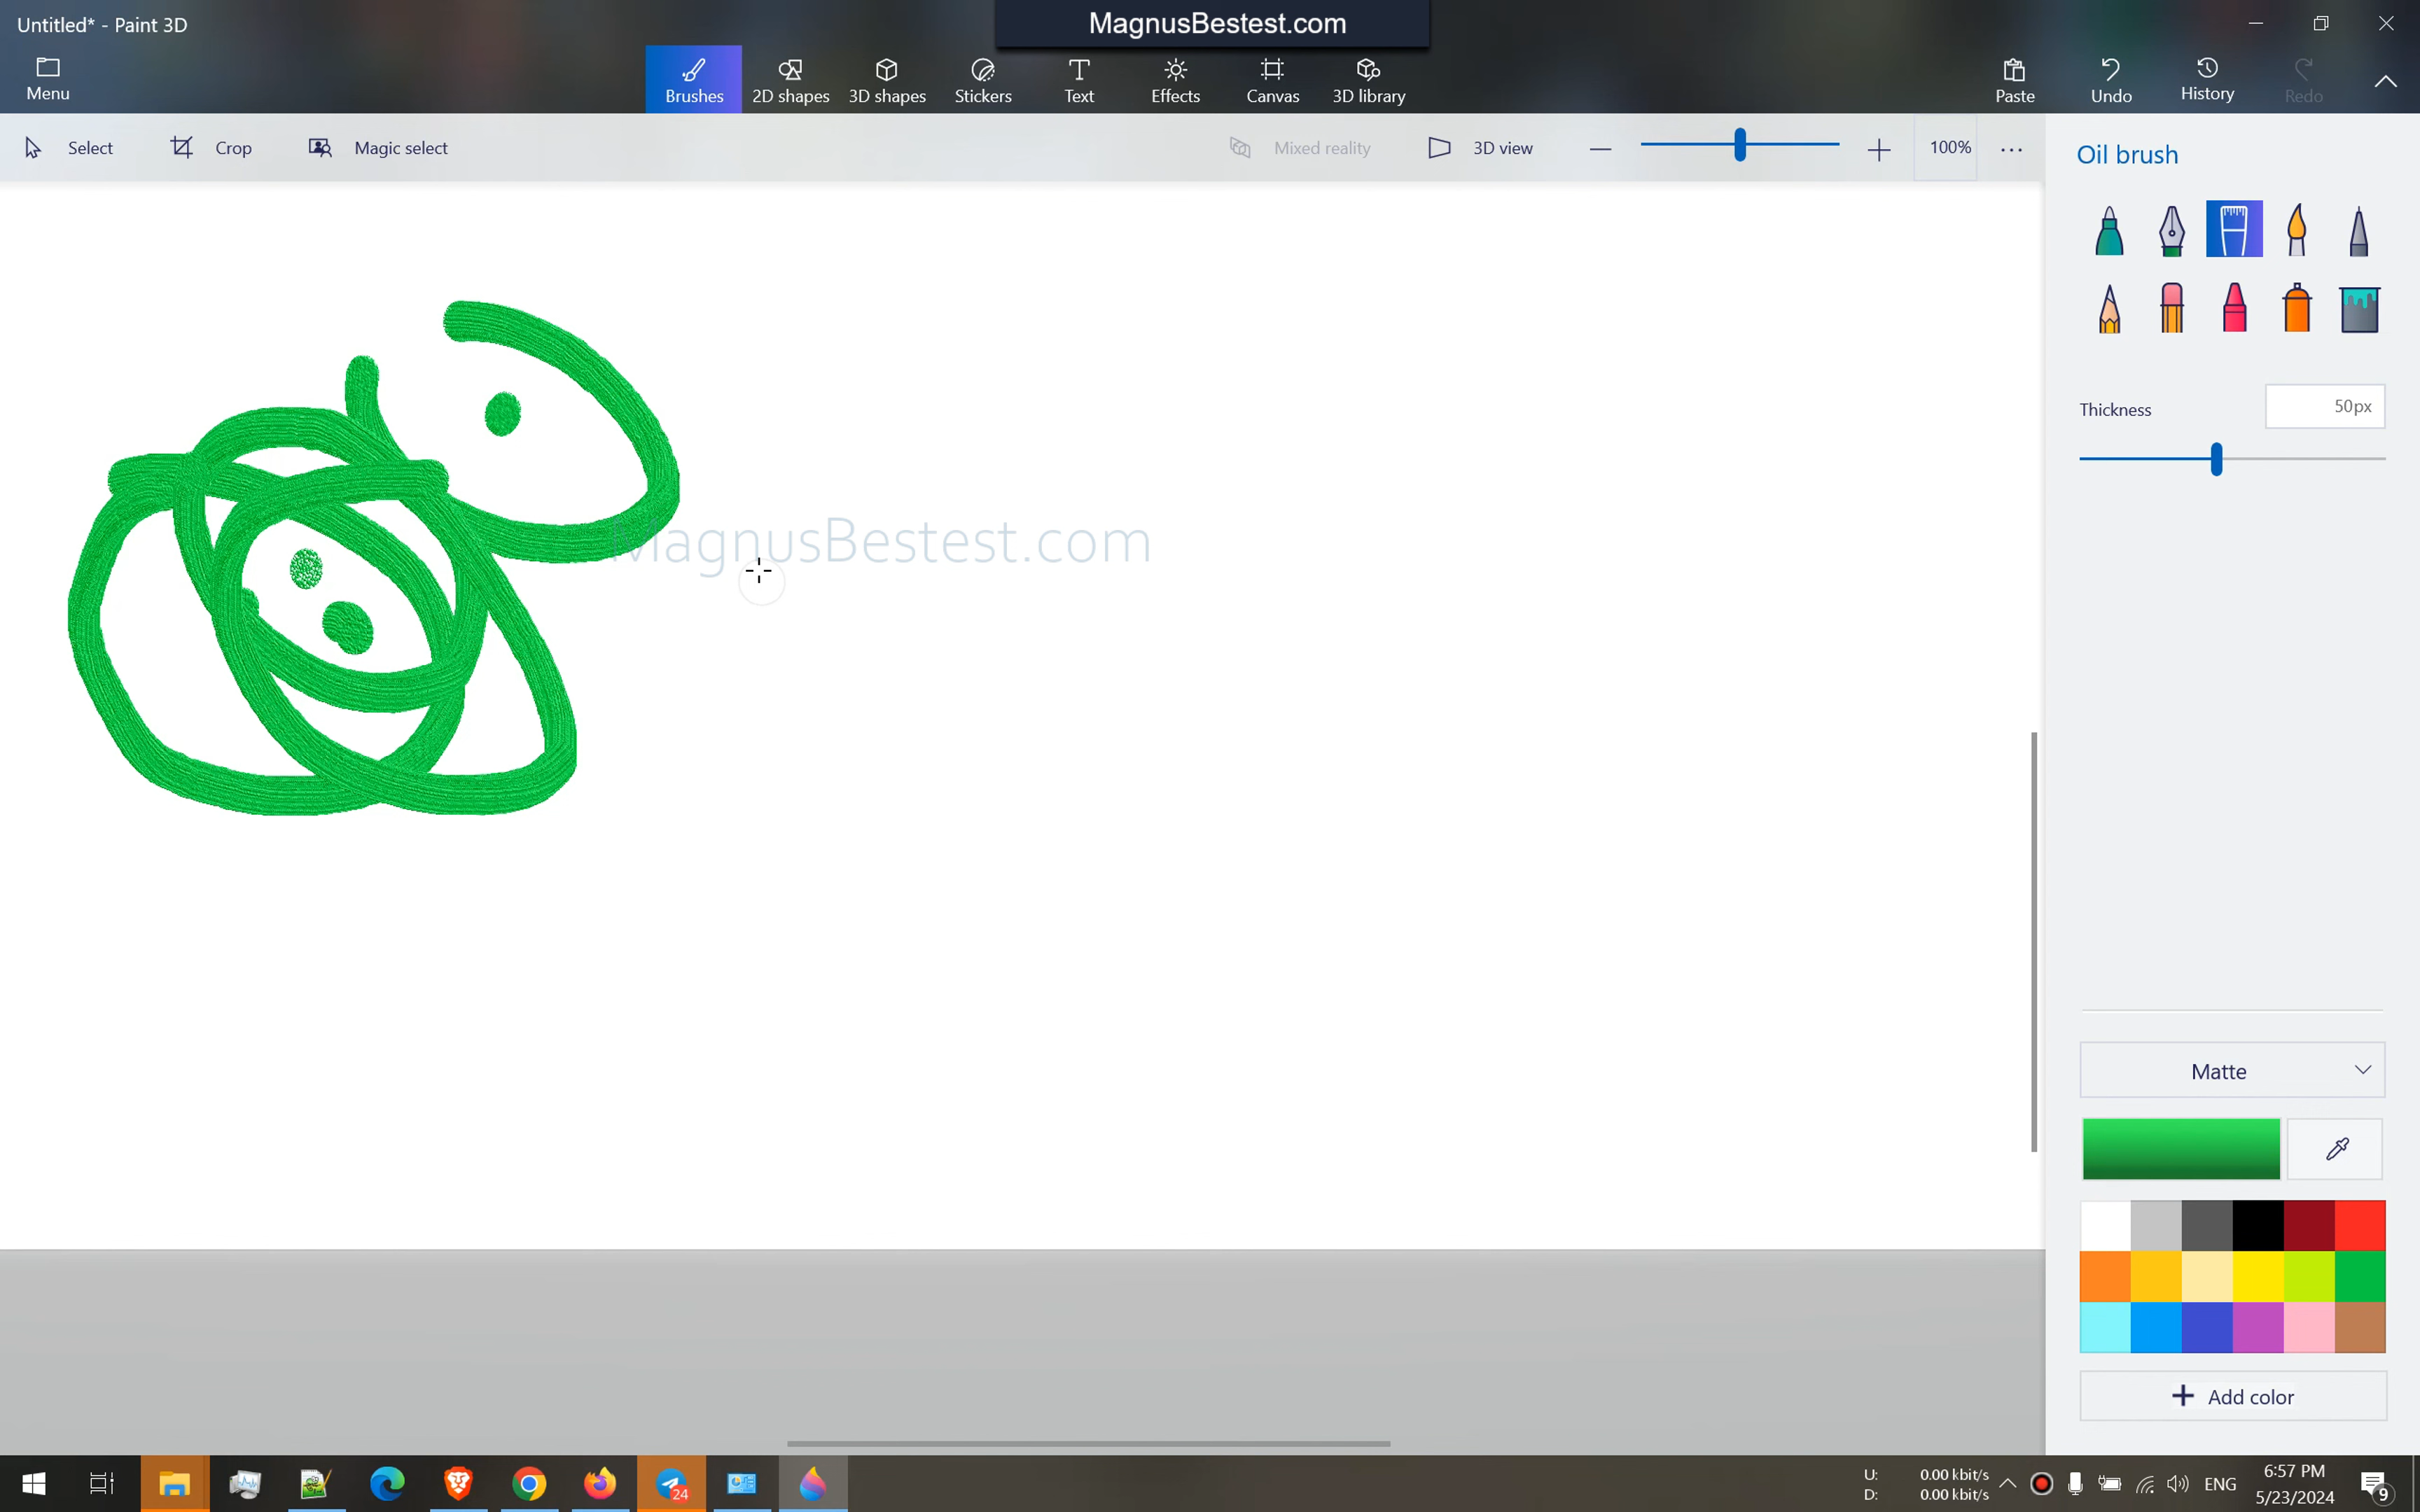 Untitled* - Paint 3D
MagnusBestest.com
Menu
Brushes
2D shapes
3D shapes
Stickers
Text
Effects
Canvas
3D library
Paste
Undo
History
Redo
Select
Crop
Magic select
Mixed reality
3D view
100%
Oil brush
Thickness
50px
MagnusBestest.com
Matte
Add color
24
U: 0.00 kbit/s
D: 0.00 kbit/s
ENG
6:57 PM
5/23/2024
9